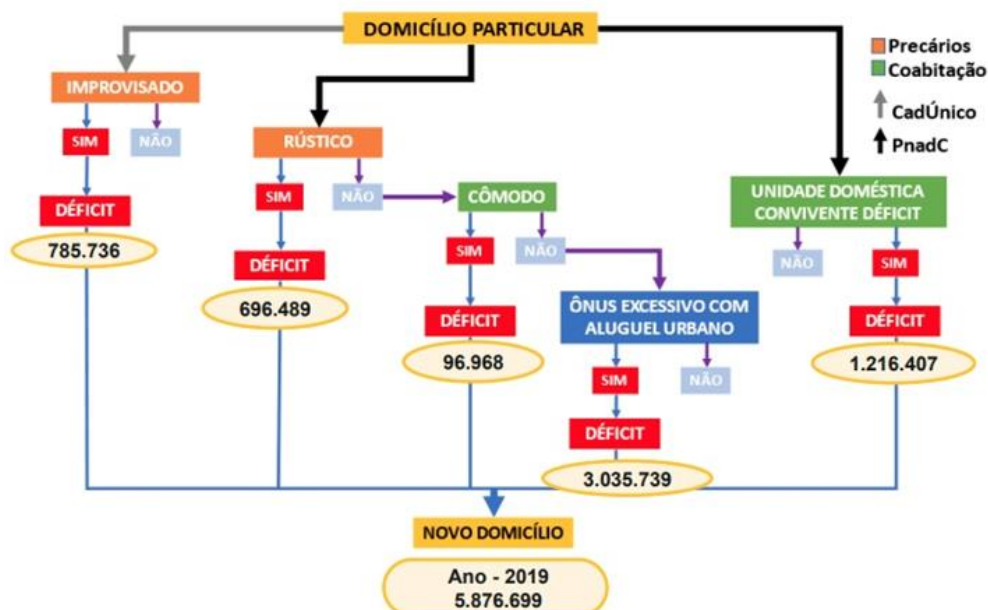 DOMICÍLIO PARTICULAR
Precários
Coabitação
CadÚnico
PnadC
IMPROVISADO
SIM
NÃO
DÉFICIT
785.736
RÚSTICO
SIM
NÃO
DÉFICIT
696.489
CÔMODO
SIM
NÃO
DÉFICIT
96.968
ÔNUS EXCESSIVO COM
ALUGUEL URBANO
SIM
NÃO
DÉFICIT
3.035.739
UNIDADE DOMÉSTICA
CONVIVENTE DÉFICIT
NÃO
SIM
DÉFICIT
1.216.407
NOVO DOMICÍLIO
Ano - 2019
5.876.699